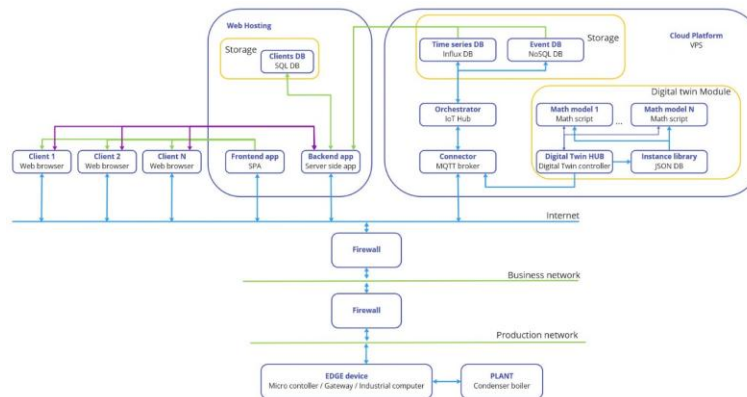 Web Hosting
Storage
Clients DB
SQL DB
Time series DB
Influx DB
Event DB
NoSQL DB
Storage
Cloud Platform
VPS
Orchestrator
IoT Hub
Digital twin Module
Math model 1
Math script
...
Math model N
Math script
Client 1
Web browser
Client 2
Web browser
Client N
Web browser
Frontend app
SPA
Backend app
Server side app
Connector
MQTT broker
Digital Twin HUB
Digital Twin controller
Instance library
JSON DB
Internet
Firewall
Business network
Firewall
Production network
EDGE device
Micro contoller / Gateway / Industrial computer
PLANT
Condenser boiler